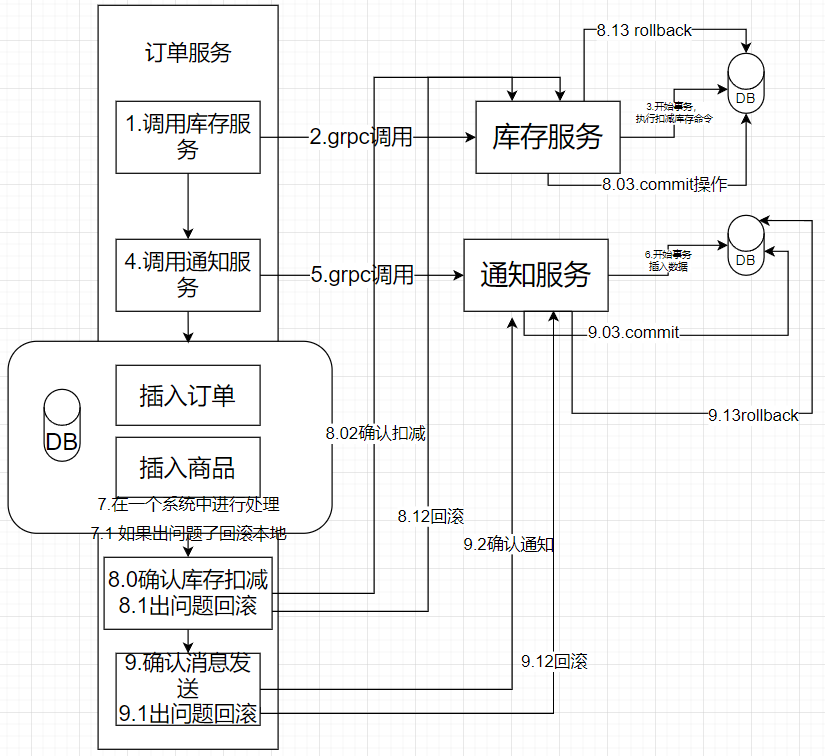 订单服务
8.13 rollback
DB
3.开始事务,
执行扣减库存命令
1.调用库存服
务
2.grpc调用
库存服务
8.03.commit操作
4.调用通知服
务
5.grpc调用
通知服务
6.开始事务
插入数据
DB
9.03.commit
插入订单
DB
9.13rollback
8.02确认扣减
插入商品
7.在一个系统中进行处理
8.12回滚
7.1 如果出问题了回滚本地
9.2确认通知
8.0确认库存扣减
8.1出问题回滚
9.确认消息发
送
9.1出问题回滚
9.12回滚